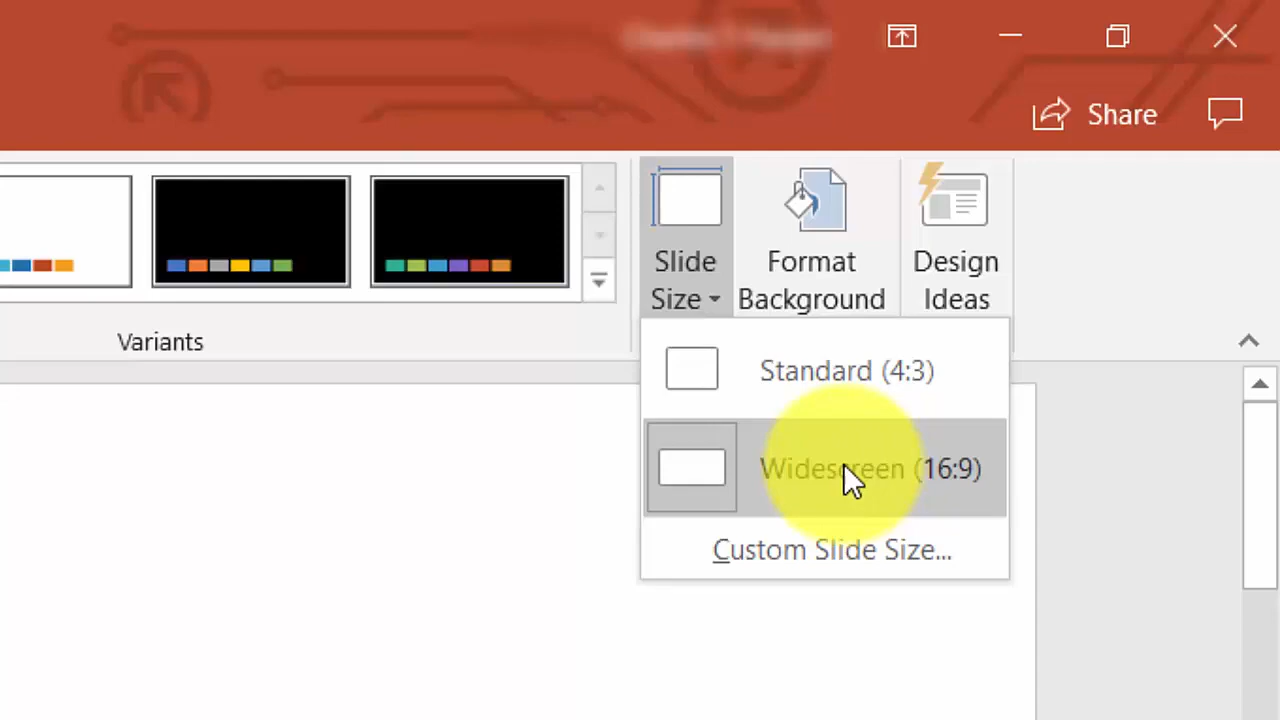 Share
Slide
Size
Format
Background
Design
Ideas
Variants
Standard (4:3)
Widescreen (16:9)
Custom Slide Size...